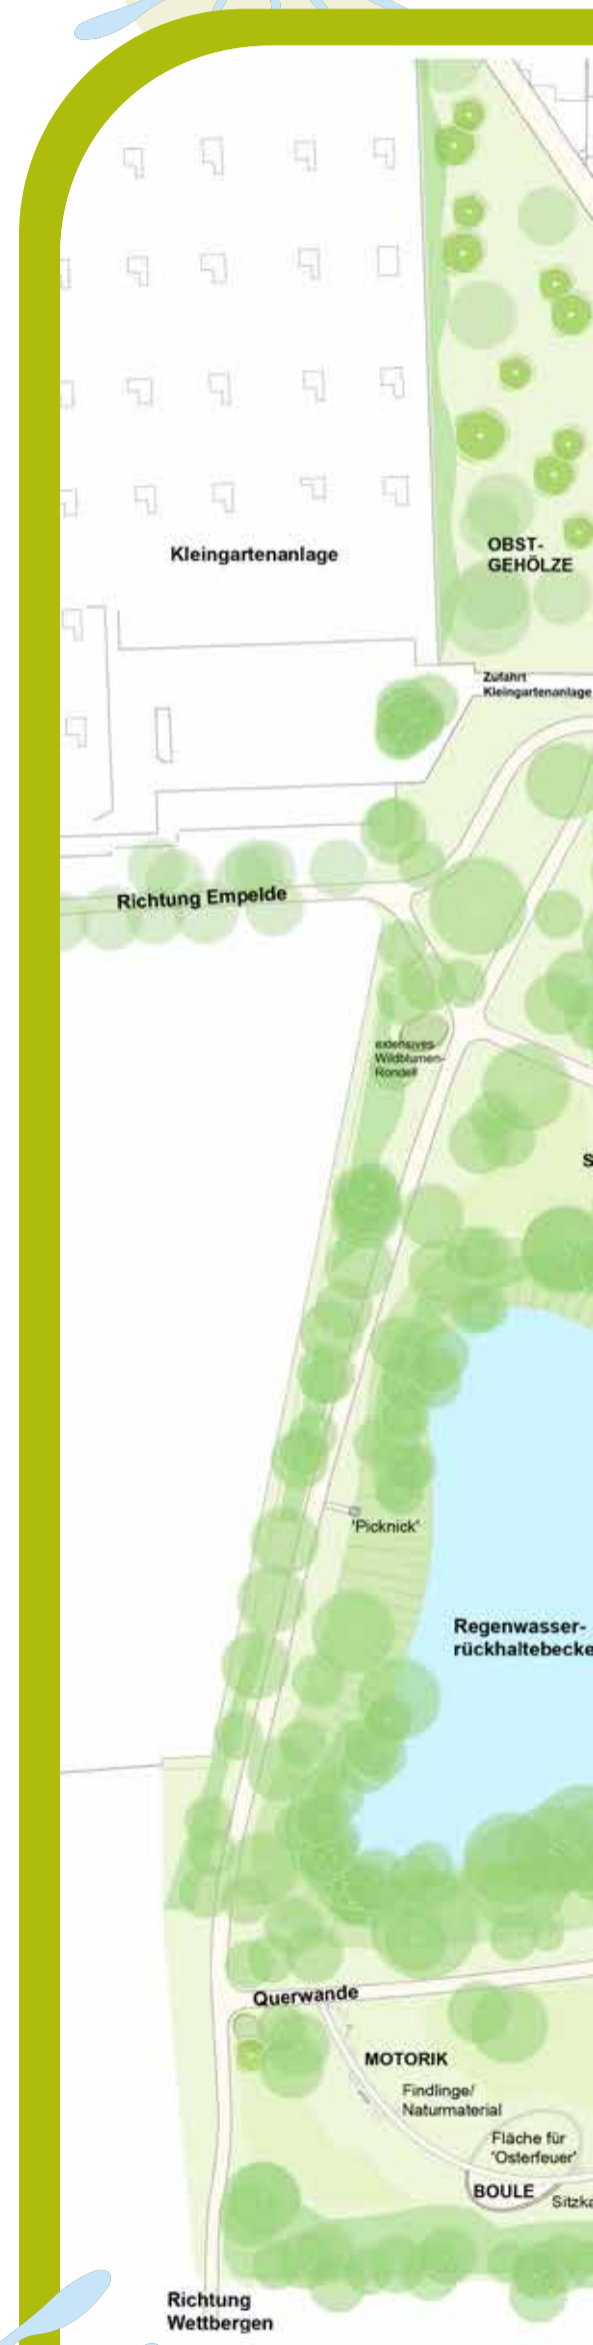 Kleingartenanlage
OBST-
GEHÖLZE
Zufahrt
Kleingartenanlage
Richtung Empelde
extensives
Wildblumen-
Rondell
S
'Picknick'
Regenwasser-
rückhaltebecke
Querwande
MOTORIK
Findlinge/
Naturmaterial
Fläche für
'Osterfeuer'
BOULE
Sitzka
Richtung
Wettbergen